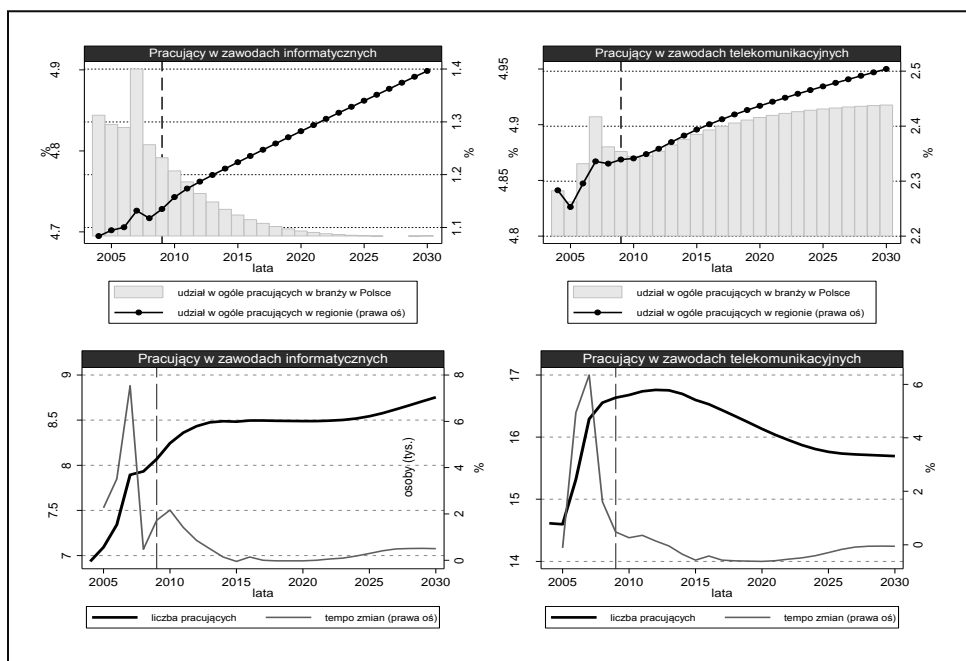 Pracujący w zawodach informatycznych
4.9
4.8
4.7
%
1.4
1.3
1.2
1.1
%
2005 2010 2015 2020 2025 2030
lata
udział w ogóle pracujących w branży w Polsce
udział w ogóle pracujących w regionie (prawa oś)
Pracujący w zawodach telekomunikacyjnych
4.95
4.9
4.85
4.8
%
2.5
2.4
2.3
2.2
%
2005 2010 2015 2020 2025 2030
lata
udział w ogóle pracujących w branży w Polsce
udział w ogóle pracujących w regionie (prawa oś)
Pracujący w zawodach informatycznych
9
8.5
8
7.5
7
8
6
4
2
0
%
2005 2010 2015 2020 2025 2030
lata
liczba pracujących
tempo zmian (prawa oś)
Pracujący w zawodach telekomunikacyjnych
osoby (tys.)
17
16
15
14
6
4
2
0
%
2005 2010 2015 2020 2025 2030
lata
liczba pracujących
tempo zmian (prawa oś)